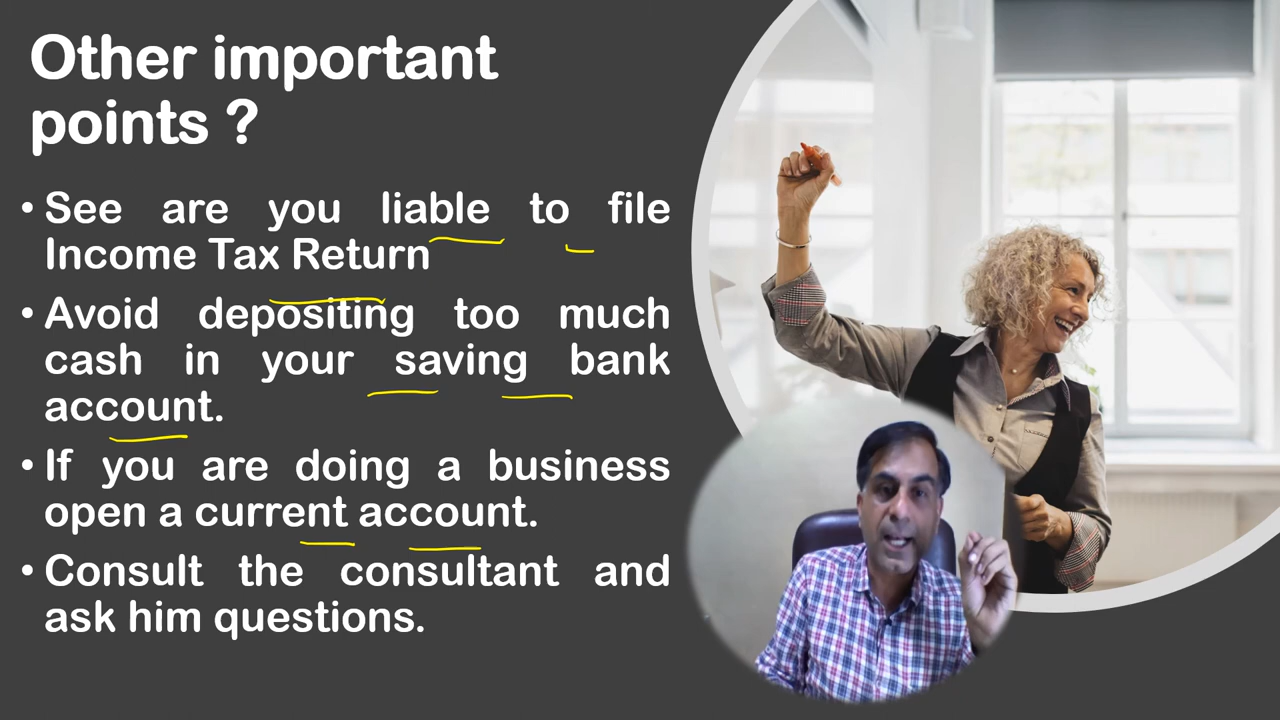 Other important
points ?
• See are you liable to file
Income Tax Return
• Avoid depositing too much
cash in your saving bank
account.
• If you are doing a business
open a current account.
• Consult the consultant and
ask him questions.